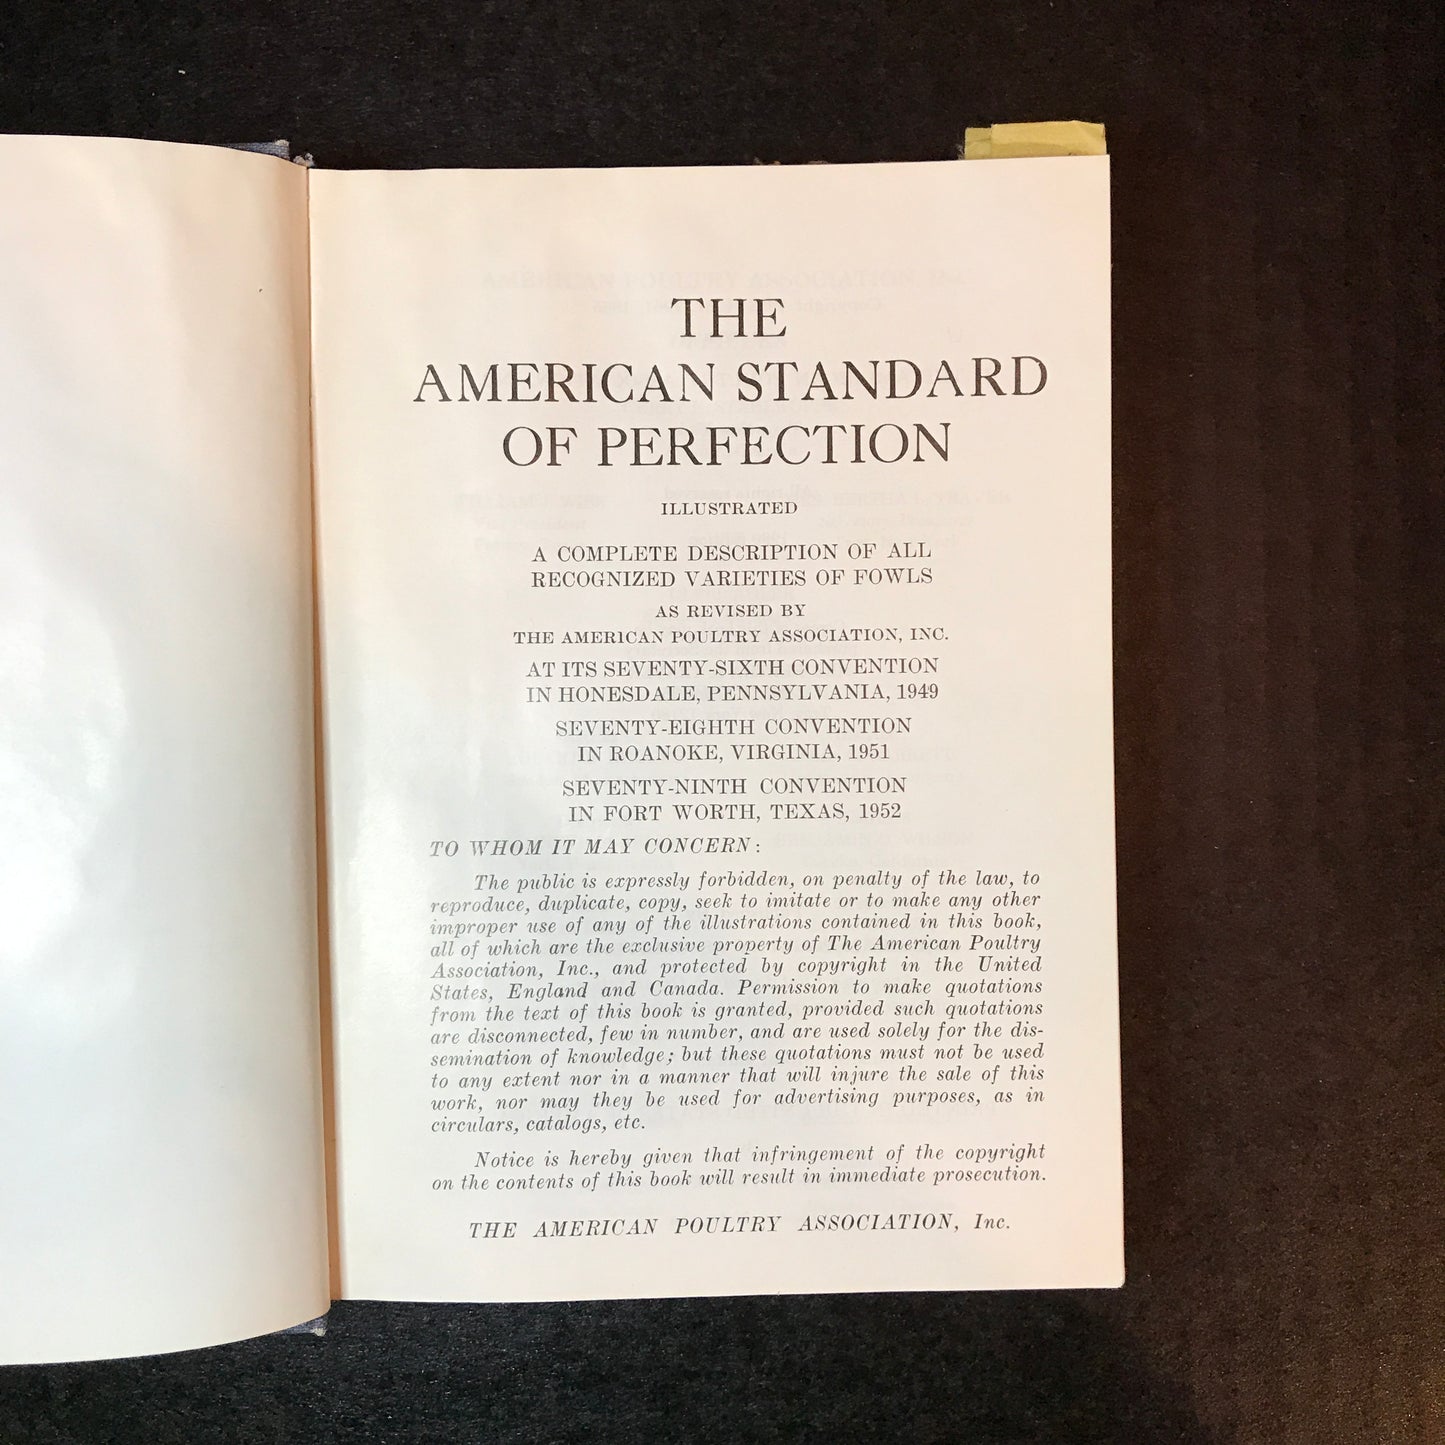 THE
AMERICAN STANDARD
OF PERFECTION
ILLUSTRATED
A COMPLETE DESCRIPTION OF ALL
RECOGNIZED VARIETIES OF FOWLS
AS REVISED BY
THE AMERICAN POULTRY ASSOCIATION, INC.
AT ITS SEVENTY-SIXTH CONVENTION
IN HONESDALE, PENNSYLVANIA, 1949
SEVENTY-EIGHTH CONVENTION
IN ROANOKE, VIRGINIA, 1951
SEVENTY-NINTH CONVENTION
IN FORT WORTH, TEXAS, 1952
TO WHOM IT MAY CONCERN:
The public is expressly forbidden, on penalty of the law, to
reproduce, duplicate, copy, seek to imitate or to make any other
improper use of any of the illustrations contained in this book,
all of which are the exclusive property of The American Poultry
Association, Inc., and protected by copyright in the United
States, England and Canada. Permission to make quotations
from the text of this book is granted, provided such quotations
are disconnected, few in number, and are used solely for the dis-
semination of knowledge; but these quotations must not be used
to any extent nor in a manner that will injure the sale of this
work, nor may they be used for advertising purposes, as in
circulars, catalogs, etc.
Notice is hereby given that infringement of the copyright
on the contents of this book will result in immediate prosecution.
THE AMERICAN POULTRY ASSOCIATION, Inc.